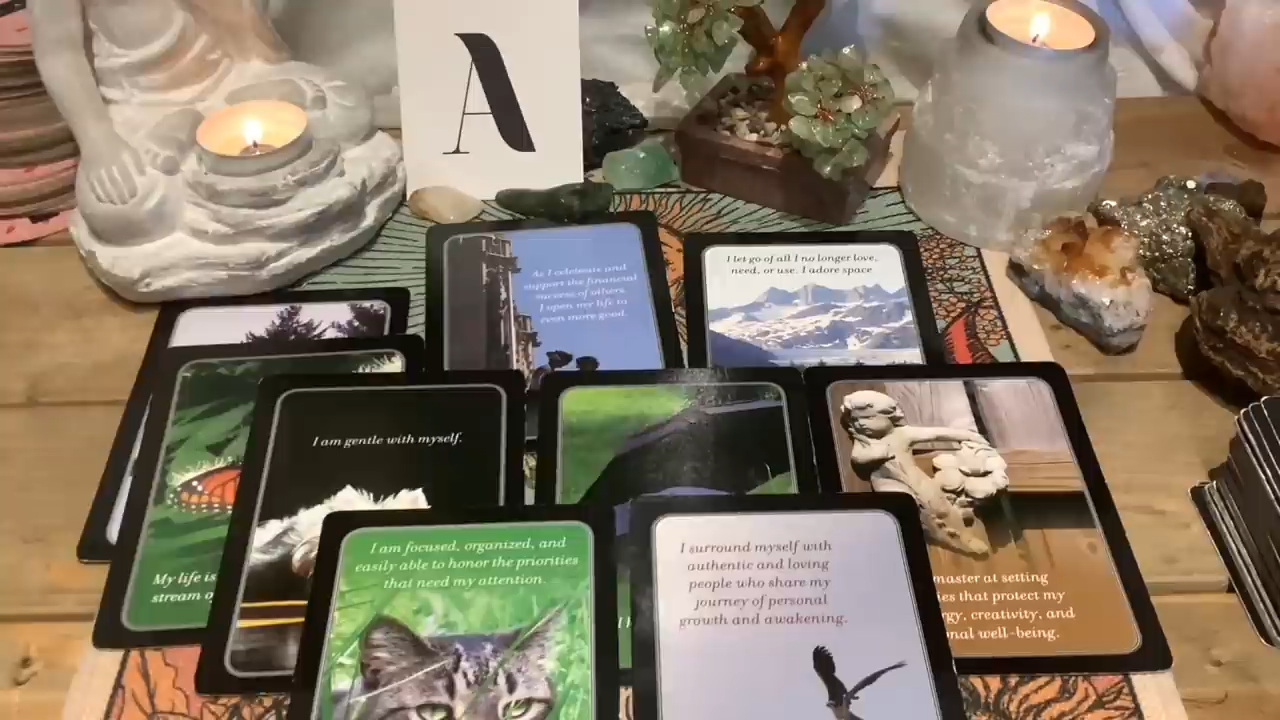 A
As I celebrate and
support the financial
success of others,
I open my life to
even more good.
I let go of all I no longer love,
need, or use. I adore space
I am gentle with myself.
My life is
stream o
I am focused, organized, and
easily able to honor the priorities
that need my attention.
I surround myself with
authentic and loving
people who share my
journey of personal
growth and awakening.
master at setting
ies that protect my
rgy, creativity, and
onal well-being.